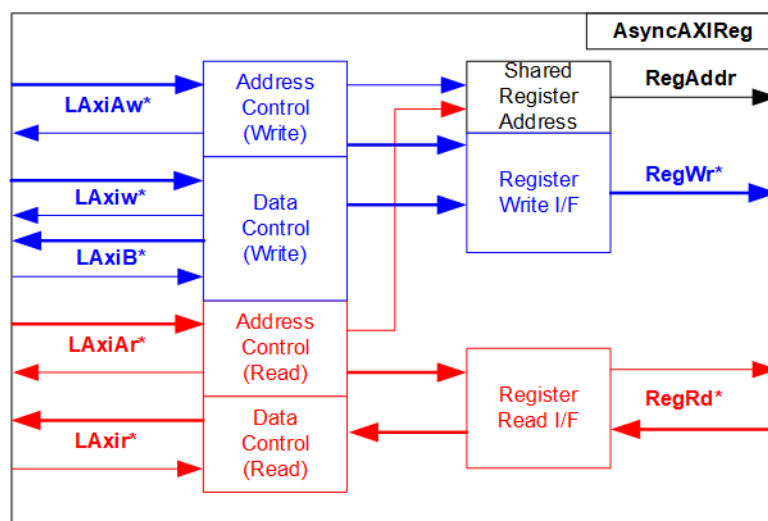 AsyncAXIReg
LAxiAw*
Address
Control
(Write)
Shared
Register
Address
RegAddr
LAxiw*
LAxiB*
Data
Control
(Write)
Register
Write I/F
RegWr*
LAxiAr*
Address
Control
(Read)
LAxir*
Data
Control
(Read)
Register
Read I/F
RegRd*